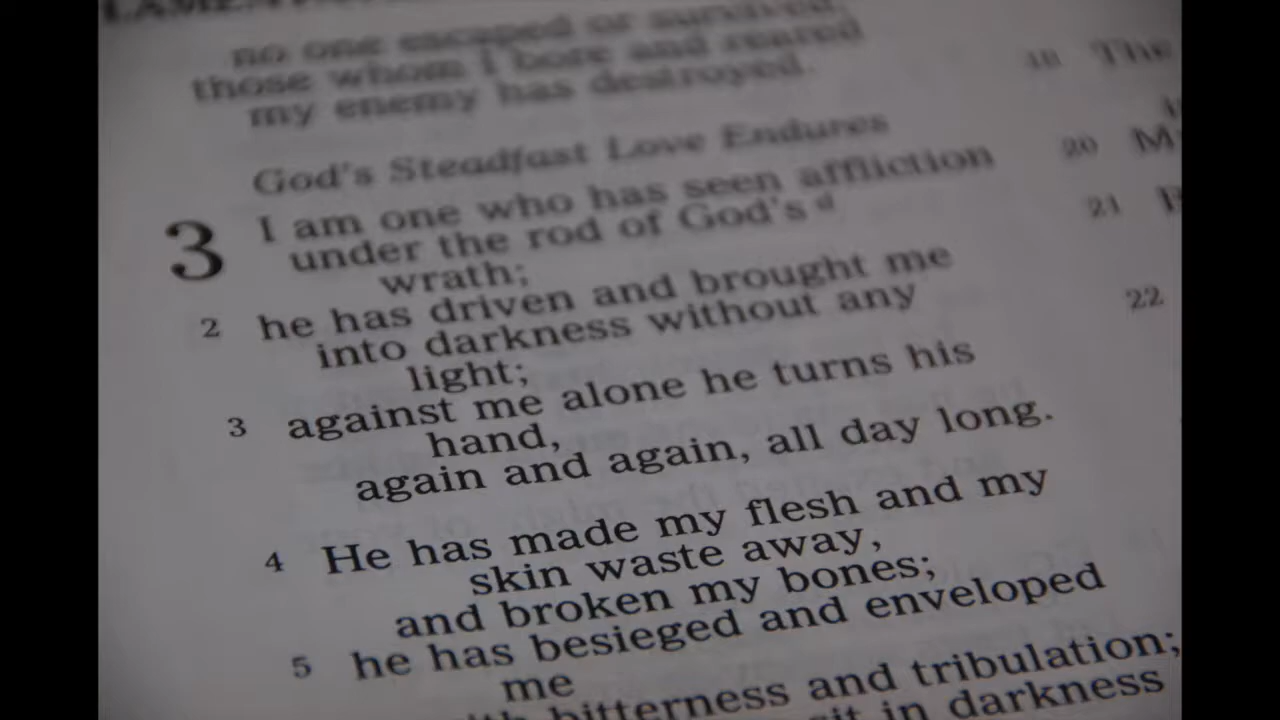 no one escaped or survived;
those whom I bore and reared
my enemy has destroyed.
God's Steadfast Love Endures
3 I am one who has seen affliction
under the rod of God's d
wrath;
2 he has driven and brought me
into darkness without any
light;
3 against me alone he turns his
hand,
again and again, all day long.
4 He has made my flesh and my
skin waste away,
and broken my bones;
5 he has besieged and enveloped
me
bitterness and tribulation;
sit in darkness
18 The
20
21
22